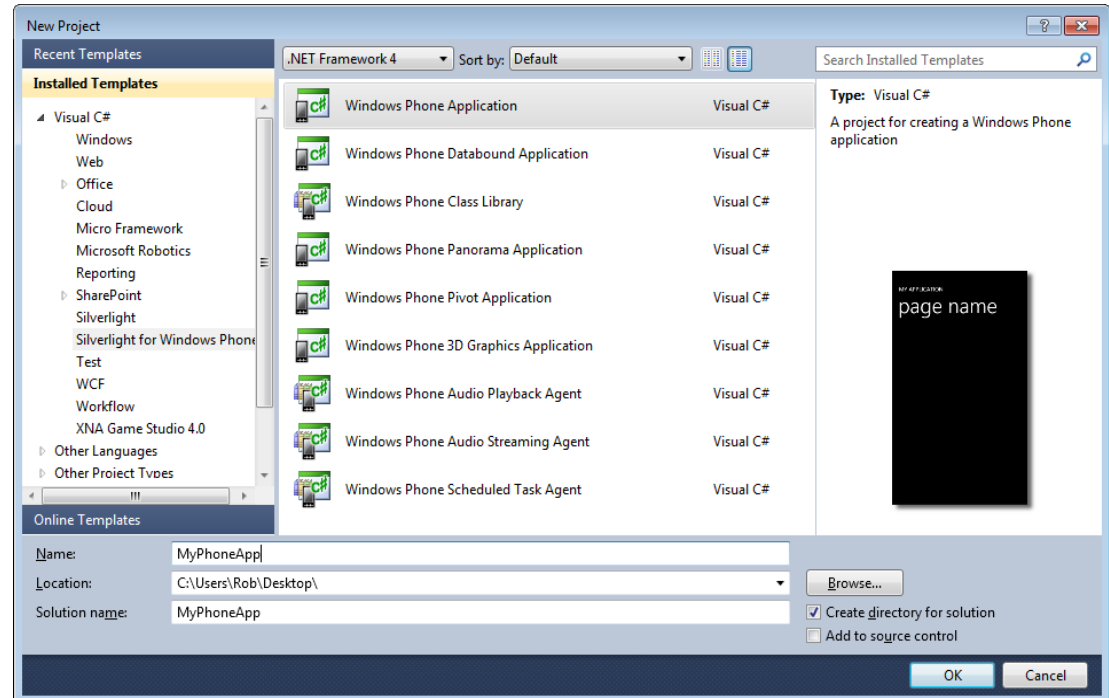 New Project
Recent Templates
Installed Templates
Visual C#
Windows
Web
Office
Cloud
Micro Framework
Microsoft Robotics
Reporting
SharePoint
Silverlight
Silverlight for Windows Phone
Test
WCF
Workflow
XNA Game Studio 4.0
Other Languages
Other Project Types
Online Templates
.NET Framework 4 Sort by: Default
Windows Phone Application Visual C#
Windows Phone Databound Application Visual C#
Windows Phone Class Library Visual C#
Windows Phone Panorama Application Visual C#
Windows Phone Pivot Application Visual C#
Windows Phone 3D Graphics Application Visual C#
Windows Phone Audio Playback Agent Visual C#
Windows Phone Audio Streaming Agent Visual C#
Windows Phone Scheduled Task Agent Visual C#
Search Installed Templates
Type: Visual C#
A project for creating a Windows Phone
application
MY APPLICATION
page name
Name: MyPhoneApp
Location: C:\Users\Rob\Desktop\
Browse...
Solution name: MyPhoneApp
Create directory for solution
Add to source control
OK Cancel